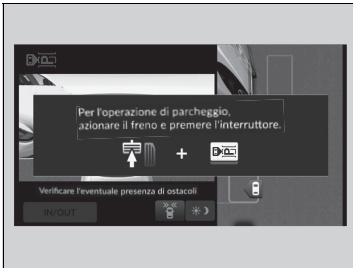 Per l'operazione di parcheggio,
azionare il freno e premere l'interruttore.
+
Verificare l'eventuale presenza di ostacoli
IN/OUT